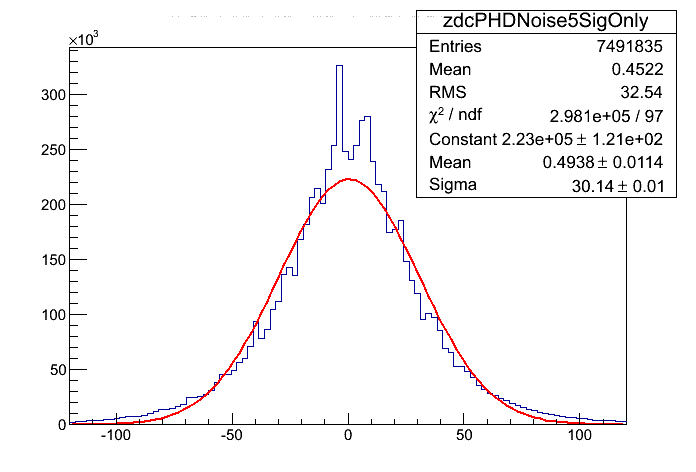 zdcPHDNoise5SigOnly
Entries 7491835
Mean 0.4522
RMS 32.54
χ² / ndf 2.981e+05 / 97
Constant 2.23e+05 ± 1.21e+02
Mean 0.4938 ± 0.0114
Sigma 30.14 ± 0.01
×10³
300
250
200
150
100
50
0
-100 -50 0 50 100